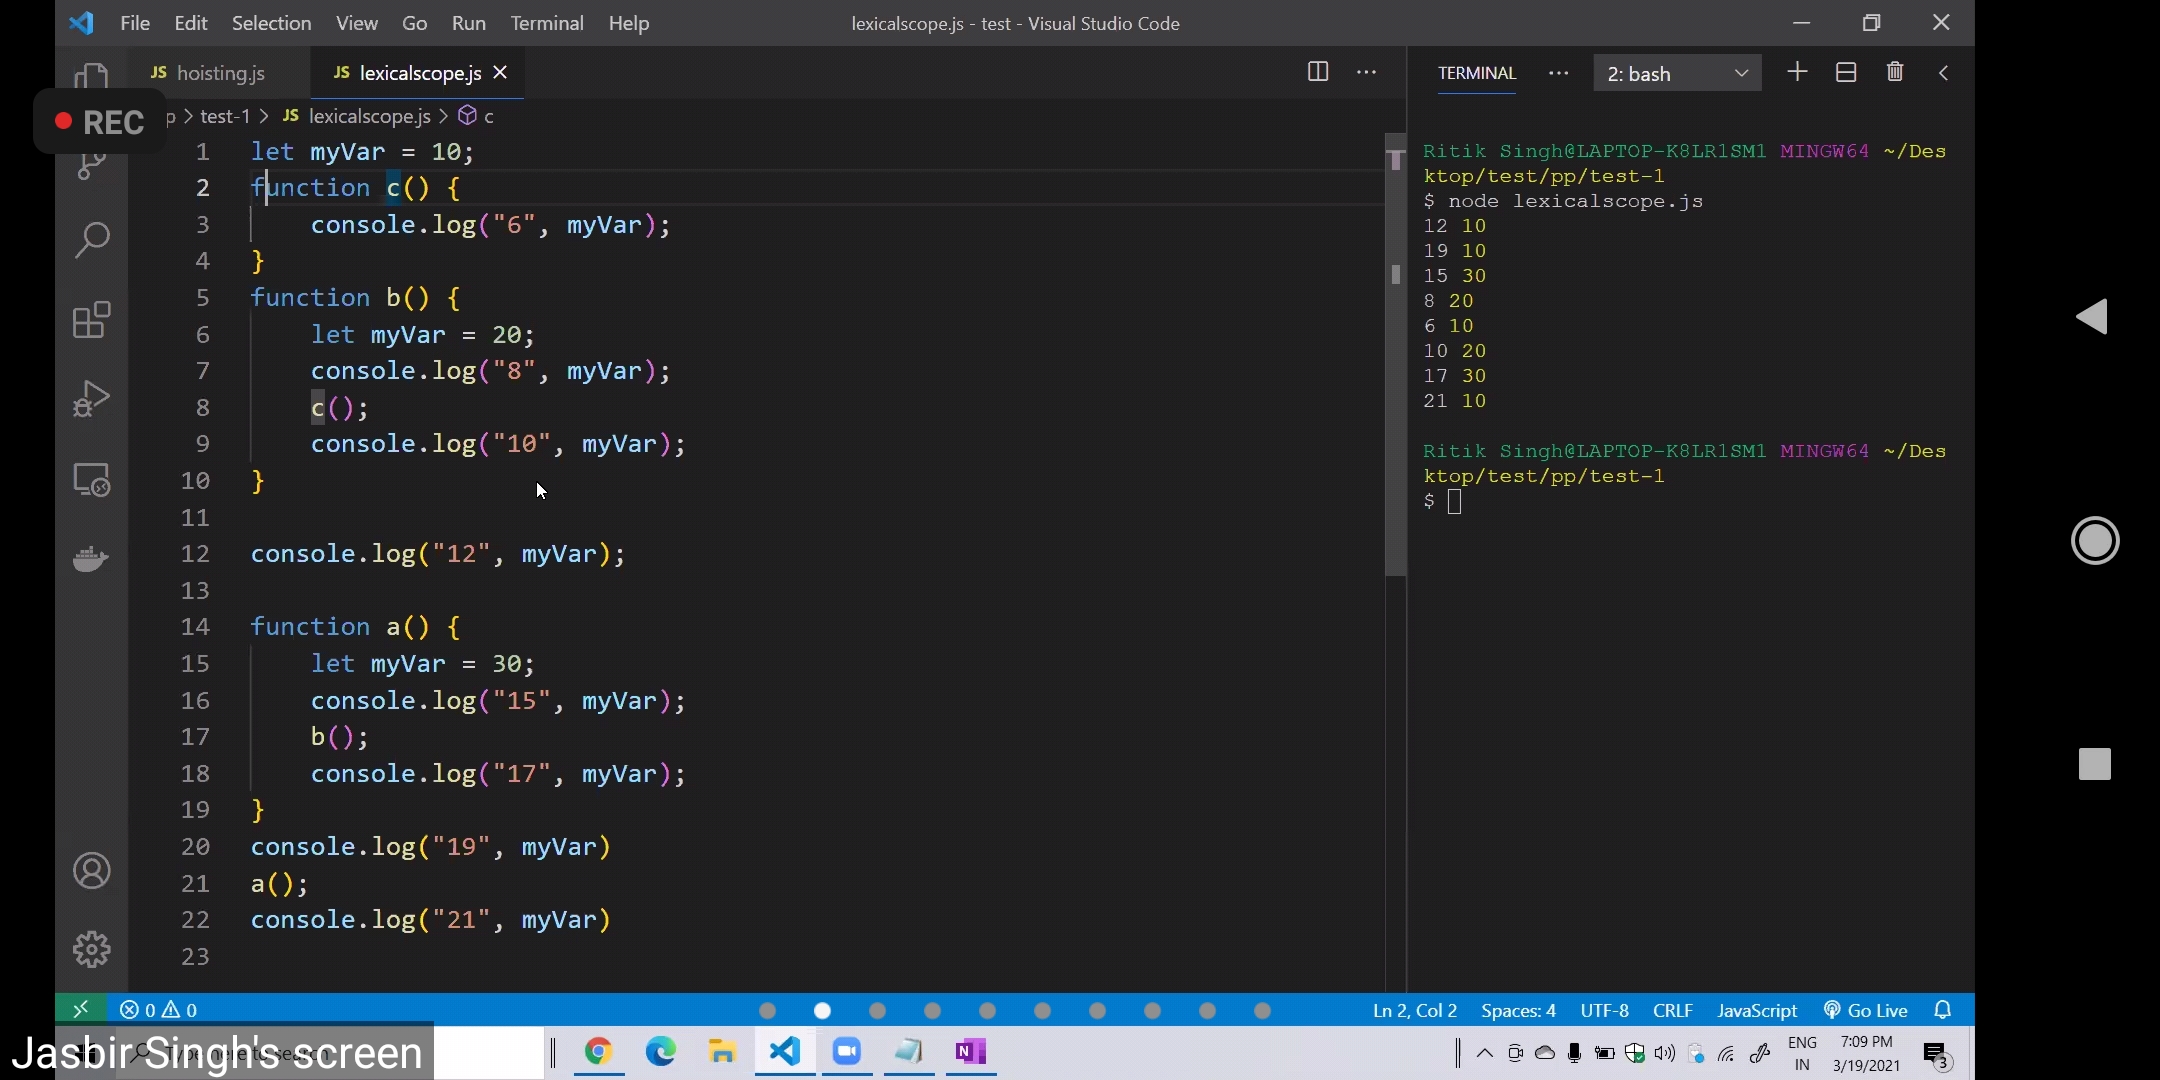 File Edit Selection View Go Run Terminal Help
lexicalscope.js - test - Visual Studio Code
JS hoisting.js
JS lexicalscope.js
TERMINAL
2: bash
REC
p > test-1 > JS lexicalscope.js > c
1 let myVar = 10;
2 function c() {
3 console.log("6", myVar);
4 }
5 function b() {
6 let myVar = 20;
7 console.log("8", myVar);
8 c();
9 console.log("10", myVar);
10 }
11
12 console.log("12", myVar);
13
14 function a() {
15 let myVar = 30;
16 console.log("15", myVar);
17 b();
18 console.log("17", myVar);
19 }
20 console.log("19", myVar)
21 a();
22 console.log("21", myVar)
23
Ritik Singh@LAPTOP-K8LR1SM1 MINGW64 ~/Des
ktop/test/pp/test-1
$ node lexicalscope.js
12 10
19 10
15 30
8 20
6 10
10 20
17 30
21 10
Ritik Singh@LAPTOP-K8LR1SM1 MINGW64 ~/Des
ktop/test/pp/test-1
$
0 0
Ln 2, Col 2 Spaces: 4 UTF-8 CRLF JavaScript Go Live
Jasbir Singh's screen
N
ENG
IN
7:09 PM
3/19/2021
3